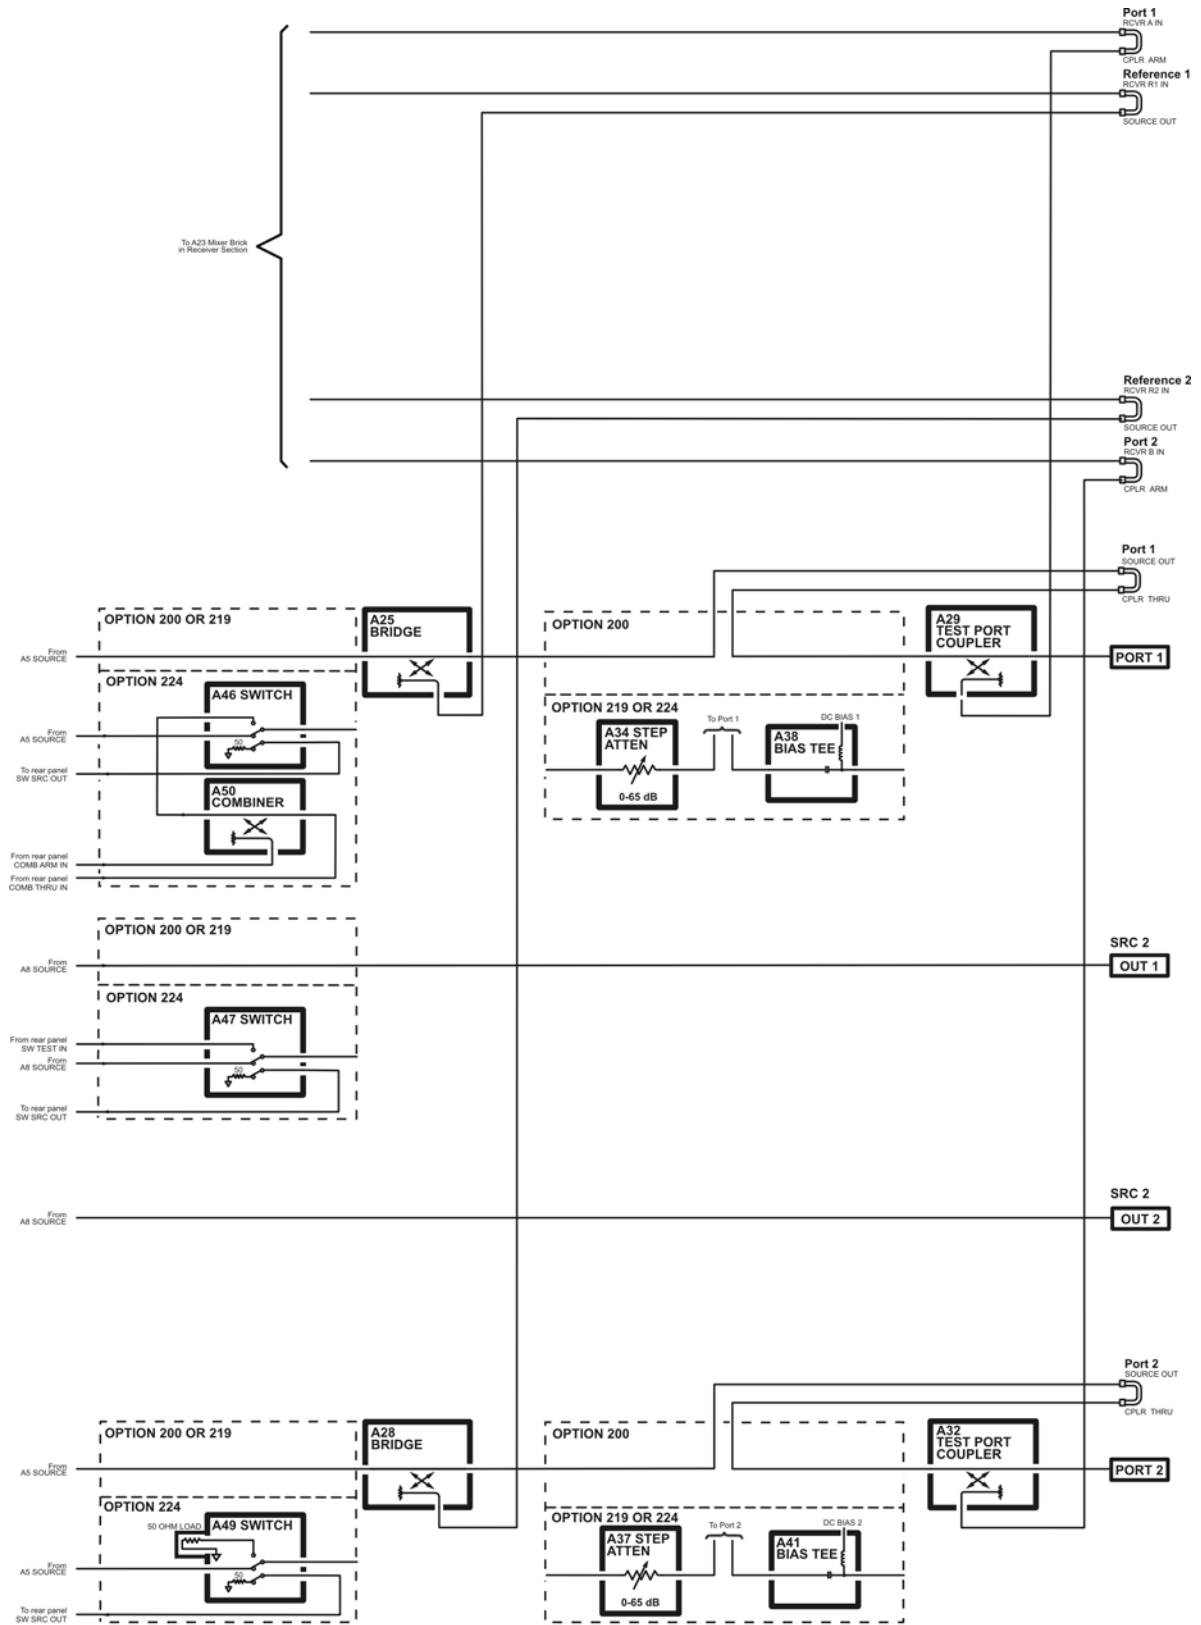 Port 1
RCVR A IN
CPLR ARM
Reference 1
RCVR R1 IN
SOURCE OUT
To A23 Mixer Brick
in Receiver Section
Reference 2
RCVR R2 IN
SOURCE OUT
Port 2
RCVR B IN
CPLR ARM
Port 1
SOURCE OUT
CPLR THRU
OPTION 200 OR 219
A25
BRIDGE
OPTION 200
A29
TEST PORT
COUPLER
From
A5 SOURCE
PORT 1
OPTION 224
A46 SWITCH
50
From
A5 SOURCE
To rear panel
SW SRC OUT
A50
COMBINER
From rear panel
COMB ARM IN
From rear panel
COMB THRU IN
OPTION 219 OR 224
A34 STEP
ATTEN
0-65 dB
To Port 1
DC BIAS 1
A38
BIAS TEE
OPTION 200 OR 219
From
A8 SOURCE
SRC 2
OUT 1
OPTION 224
A47 SWITCH
50
From rear panel
SW TEST IN
From
A8 SOURCE
To rear panel
SW SRC OUT
From
A8 SOURCE
SRC 2
OUT 2
Port 2
SOURCE OUT
CPLR THRU
OPTION 200 OR 219
A28
BRIDGE
OPTION 200
A32
TEST PORT
COUPLER
From
A5 SOURCE
PORT 2
OPTION 224
50 OHM LOAD
A49 SWITCH
50
From
A5 SOURCE
To rear panel
SW SRC OUT
OPTION 219 OR 224
A37 STEP
ATTEN
0-65 dB
To Port 2
DC BIAS 2
A41
BIAS TEE